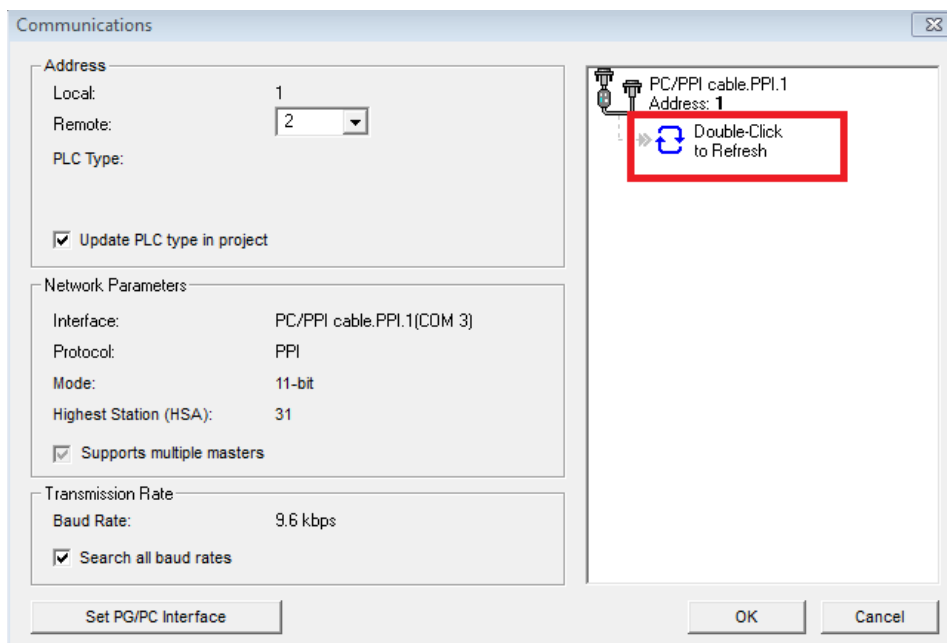 Communications
Address
Local: 1
Remote: 2
PLC Type:
Update PLC type in project
Network Parameters
Interface: PC/PPI cable.PPI.1(COM 3)
Protocol: PPI
Mode: 11-bit
Highest Station (HSA): 31
Supports multiple masters
Transmission Rate
Baud Rate: 9.6 kbps
Search all baud rates
Set PG/PC Interface
PC/PPI cable.PPI.1
Address: 1
Double-Click
to Refresh
OK
Cancel